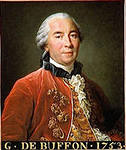 G · DE BUFFON · 1753 ·